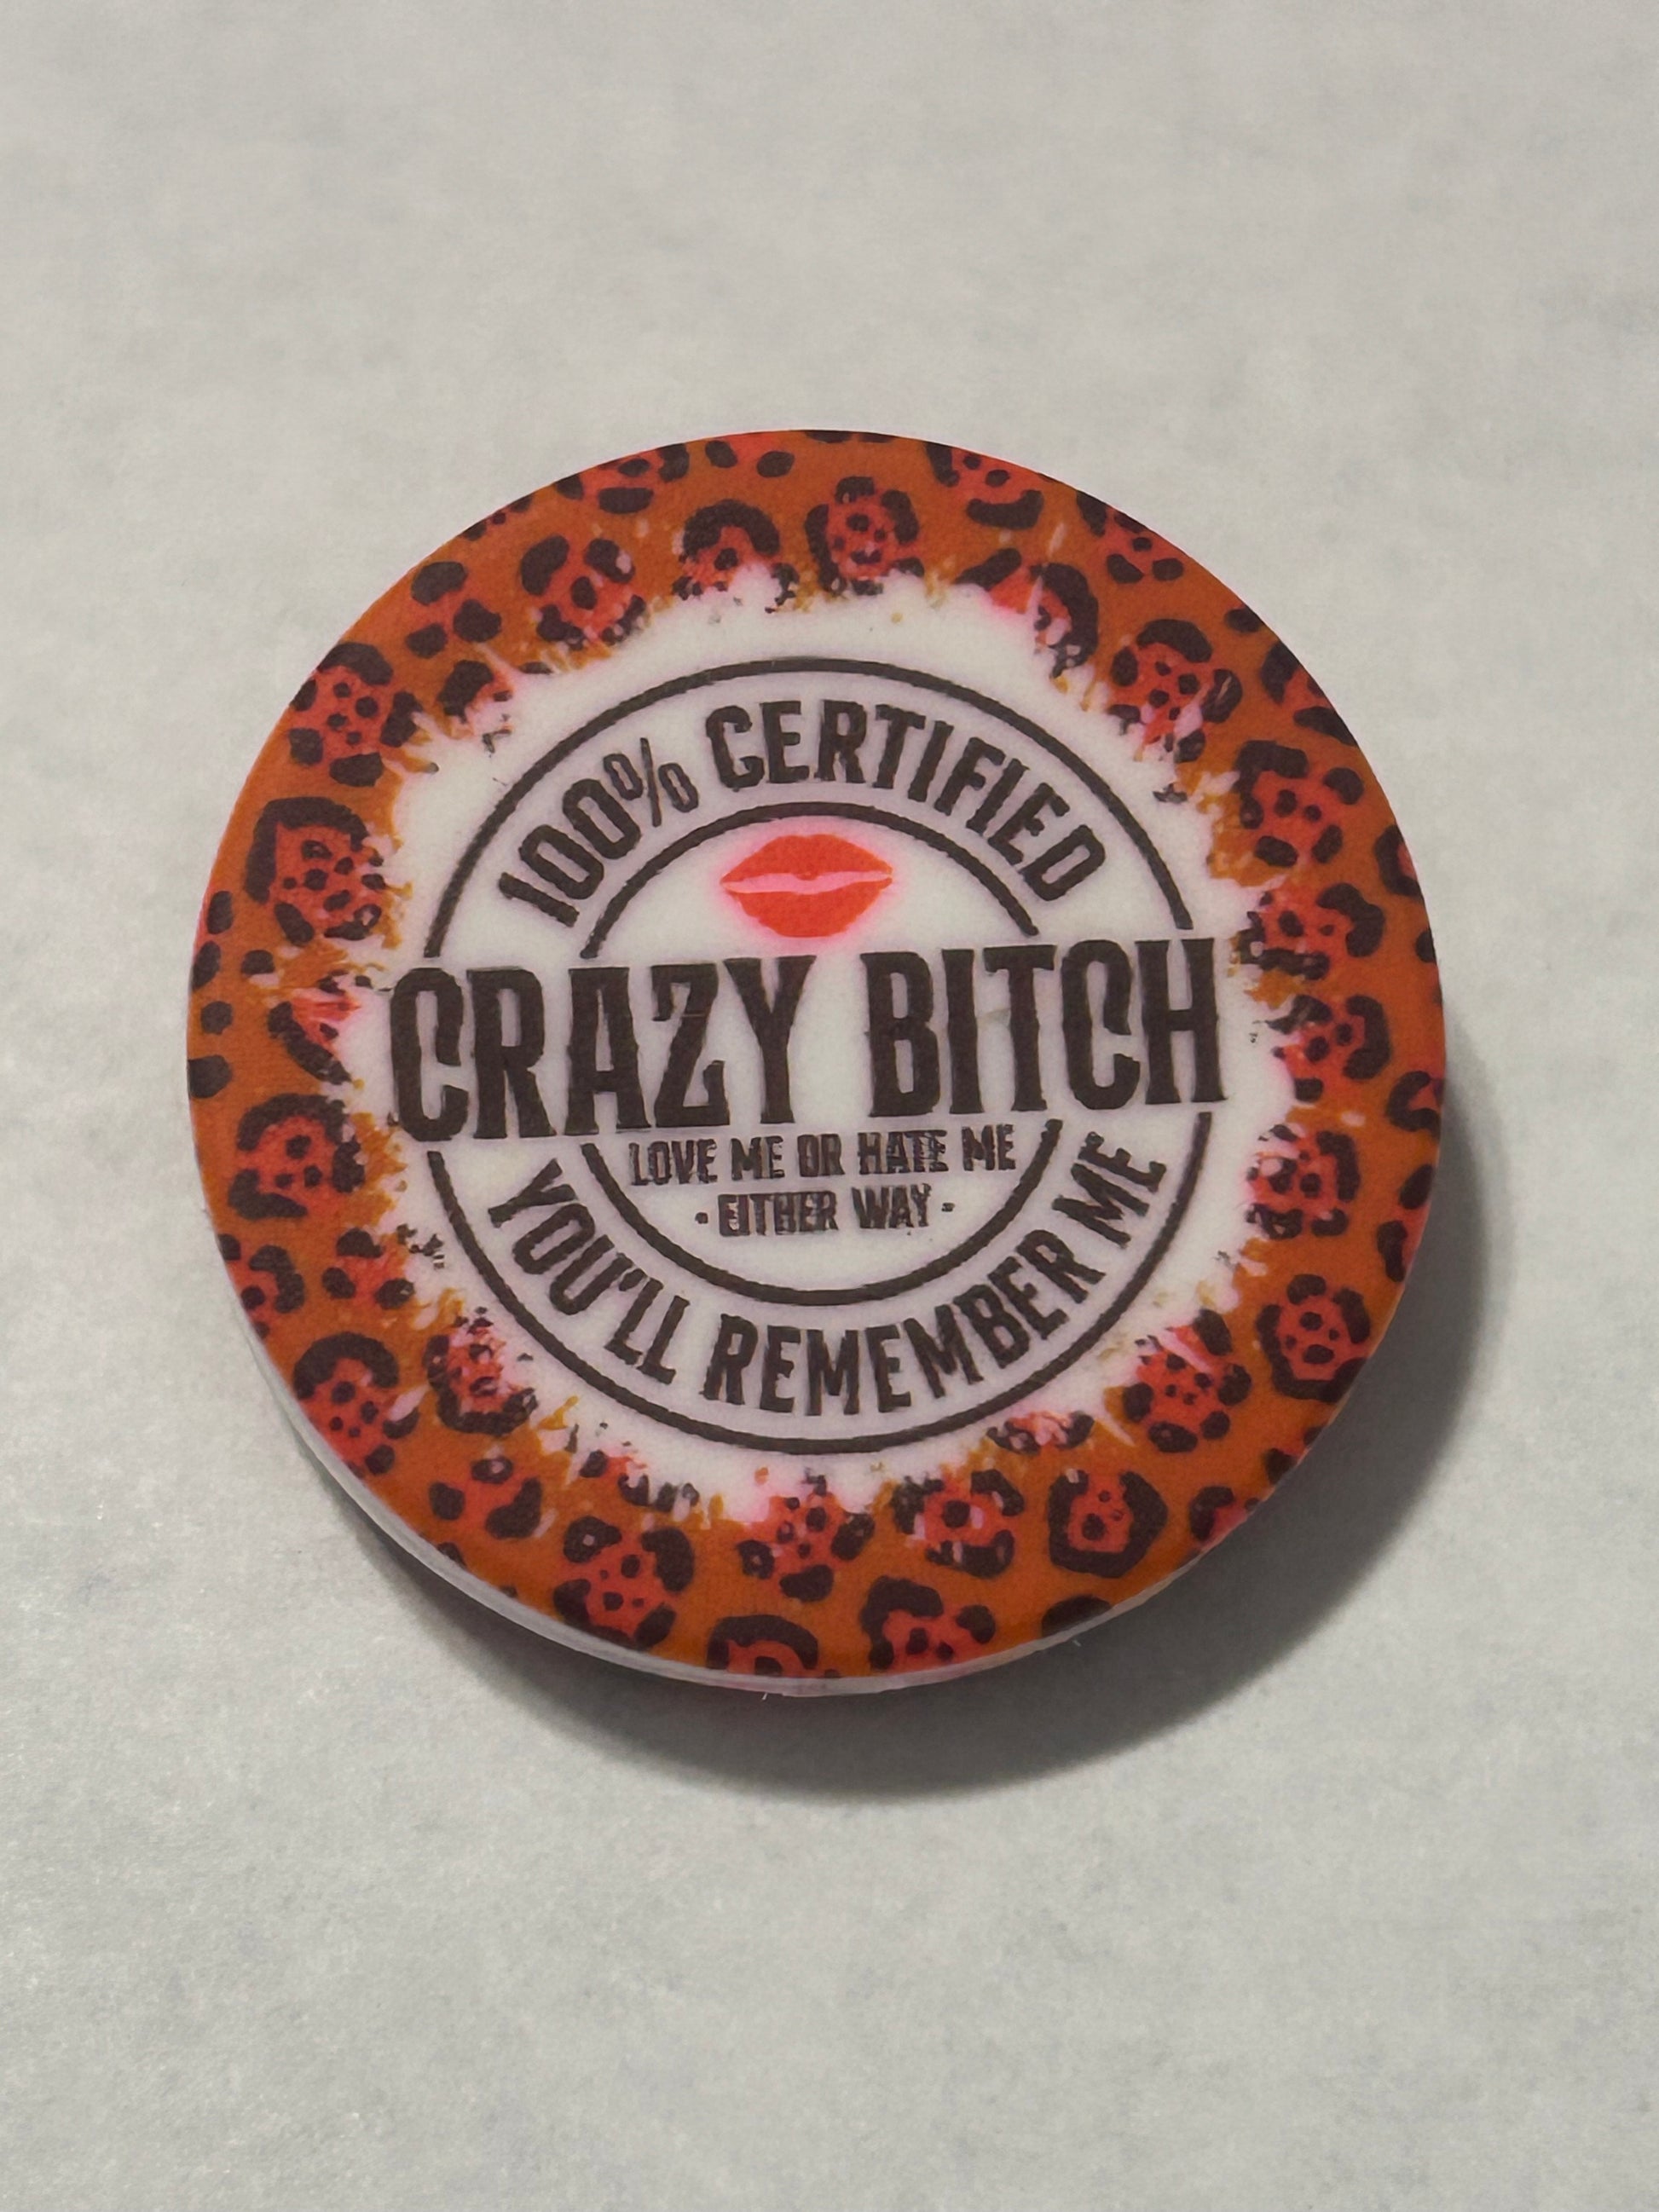 100% CERTIFIED
CRAZY BITCH
LOVE ME OR HATE ME
- EITHER WAY -
YOU'LL REMEMBER ME